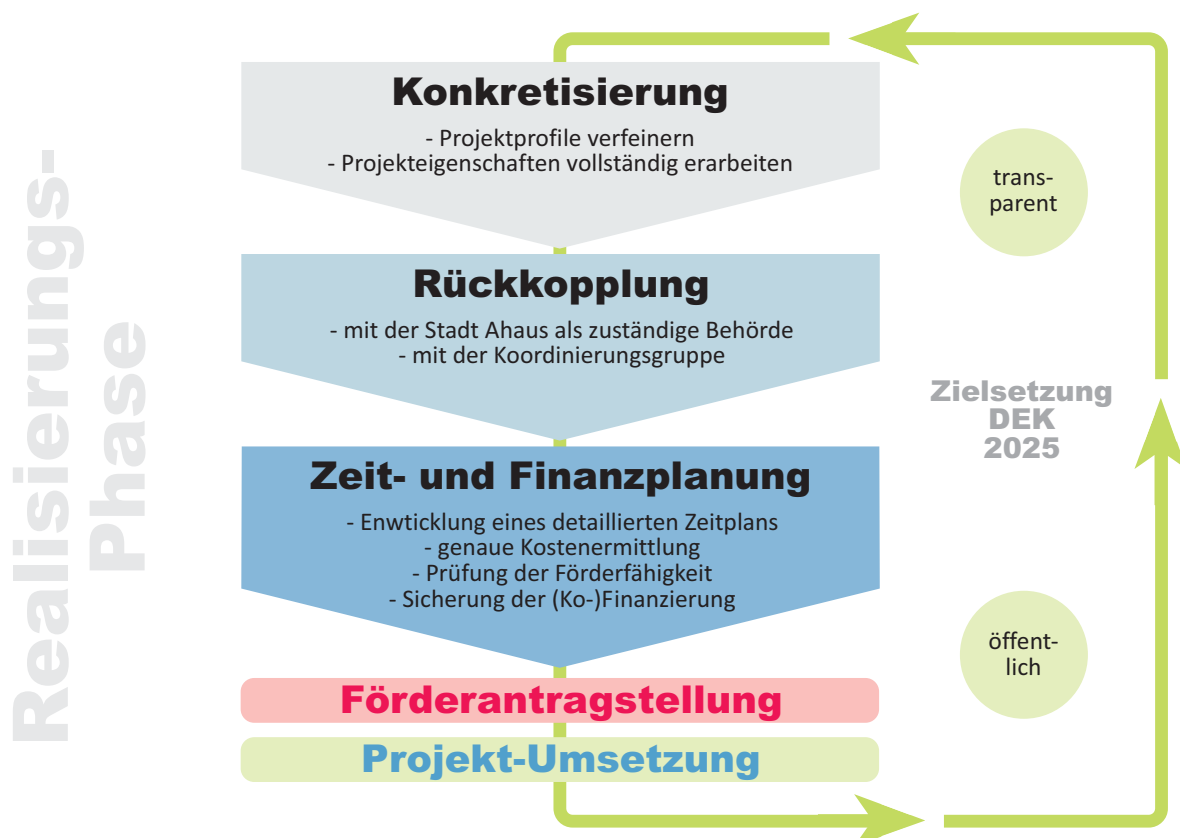 Realisierungs-
Phase
Konkretisierung
- Projektprofile verfeinern
- Projekteigenschaften vollständig erarbeiten
Rückkopplung
- mit der Stadt Ahaus als zuständige Behörde
- mit der Koordinierungsgruppe
Zeit- und Finanzplanung
- Enwticklung eines detaillierten Zeitplans
- genaue Kostenermittlung
- Prüfung der Förderfähigkeit
- Sicherung der (Ko-)Finanzierung
Förderantragstellung
Projekt-Umsetzung
trans-
parent
Zielsetzung
DEK
2025
öffent-
lich